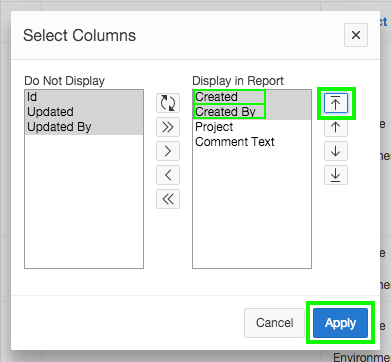 Select Columns
Do Not Display
Id
Updated
Updated By
Display in Report
Created
Created By
Project
Comment Text
Cancel
Apply
Environme